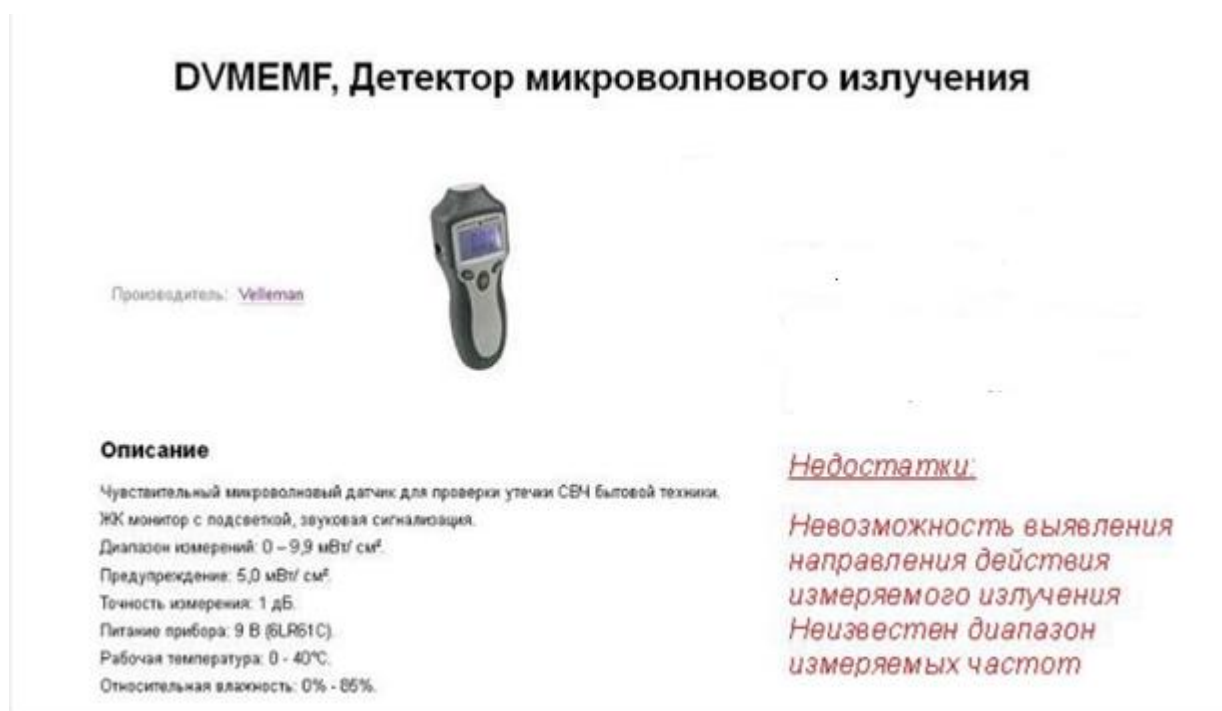 DVMEMF, Детектор микроволнового излучения
Производитель: Velleman
Описание
Чувствительный микроволновый датчик для проверки утечки СВЧ бытовой техники.
ЖК монитор с подсветкой, звуковая сигнализация.
Диапазон измерений: 0 – 9,9 мВт/ см².
Предупреждение: 5,0 мВт/ см².
Точность измерения: 1 дБ.
Питание прибора: 9 В (6LR61C).
Рабочая температура: 0 - 40°C.
Относительная влажность: 0% - 85%.
Недостатки:
Невозможность выявления
направления действия
измеряемого излучения
Неизвестен диапазон
измеряемых частот